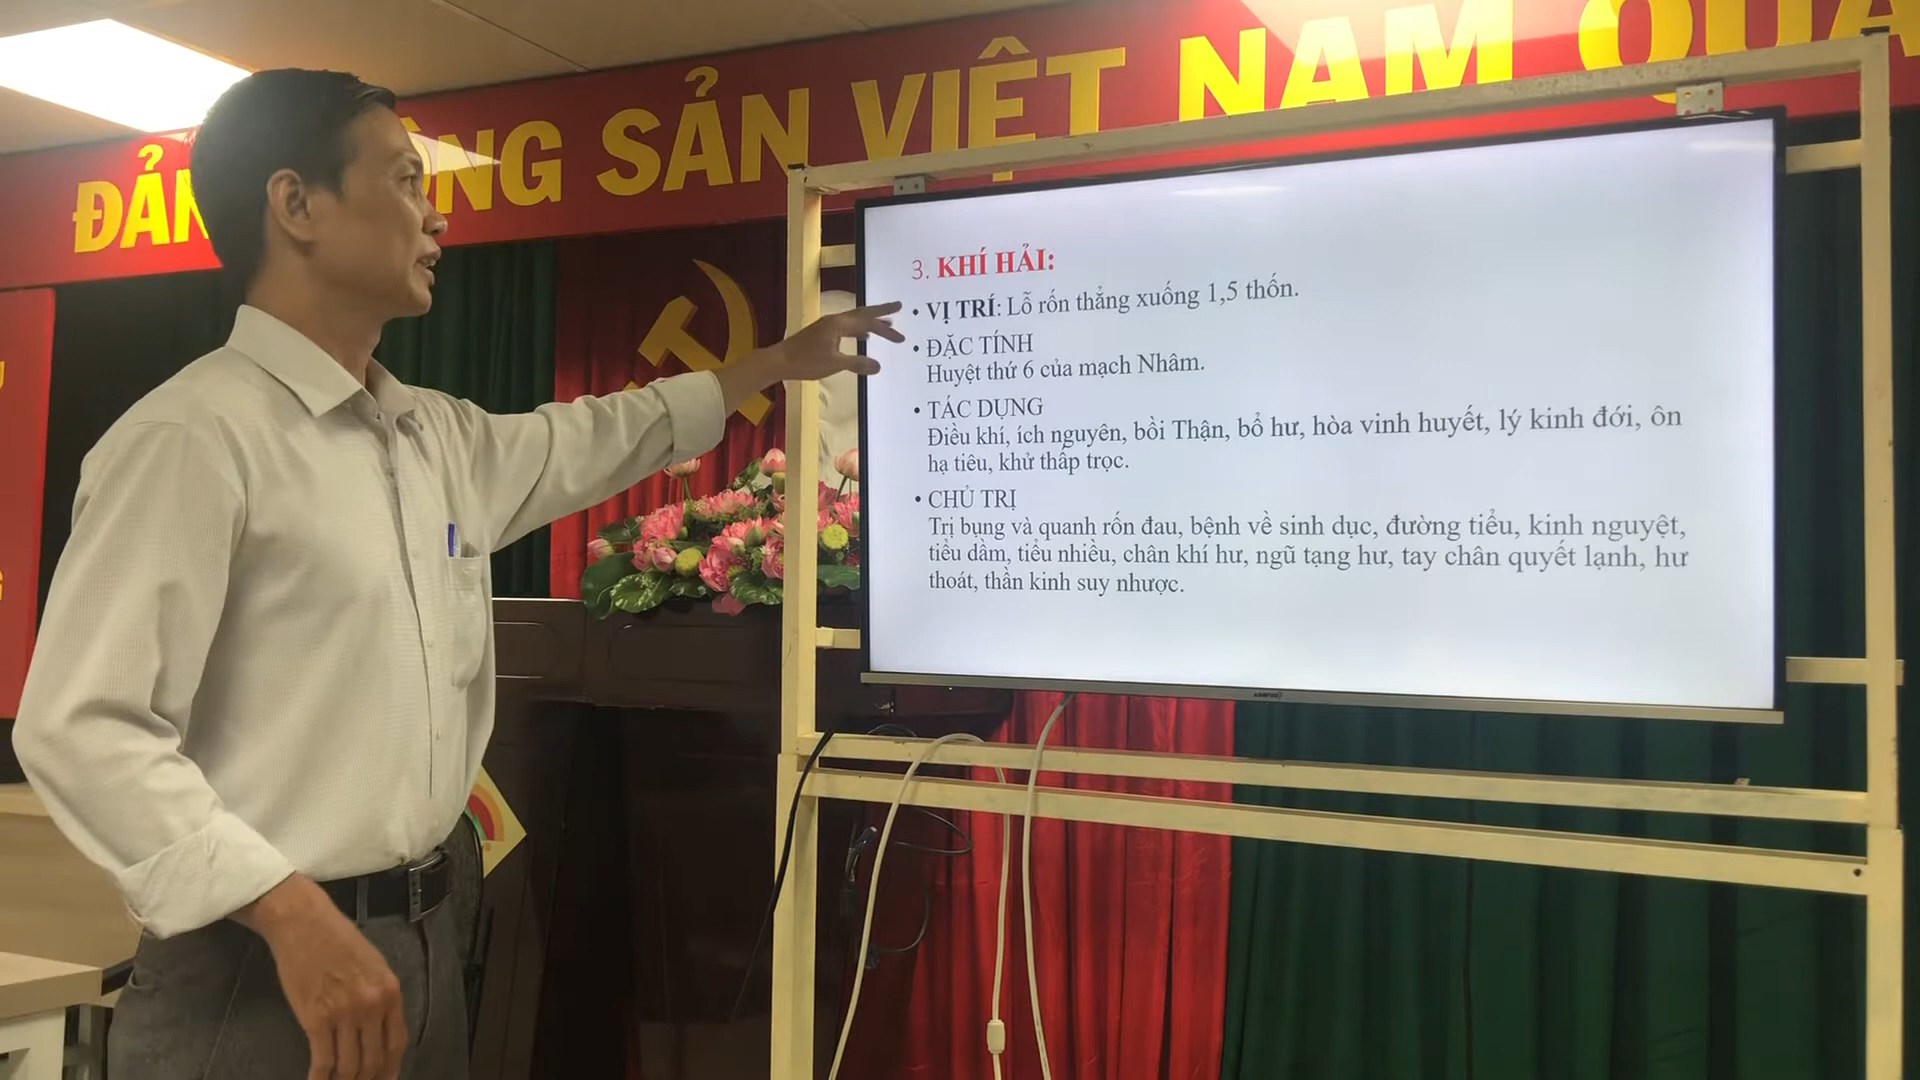 ĐẢN ÒNG SẢN VIỆT NAM QUA
3. KHÍ HẢI:
• VỊ TRÍ: Lỗ rốn thẳng xuống 1,5 thốn.
• ĐẶC TÍNH
Huyệt thứ 6 của mạch Nhâm.
• TÁC DỤNG
Điều khí, ích nguyên, bồi Thận, bổ hư, hòa vinh huyết, lý kinh đới, ôn
hạ tiêu, khử thấp trọc.
• CHỦ TRỊ
Trị bụng và quanh rốn đau, bệnh về sinh dục, đường tiểu, kinh nguyệt,
tiểu dầm, tiểu nhiều, chân khí hư, ngũ tạng hư, tay chân quyết lạnh, hư
thoát, thần kinh suy nhược.